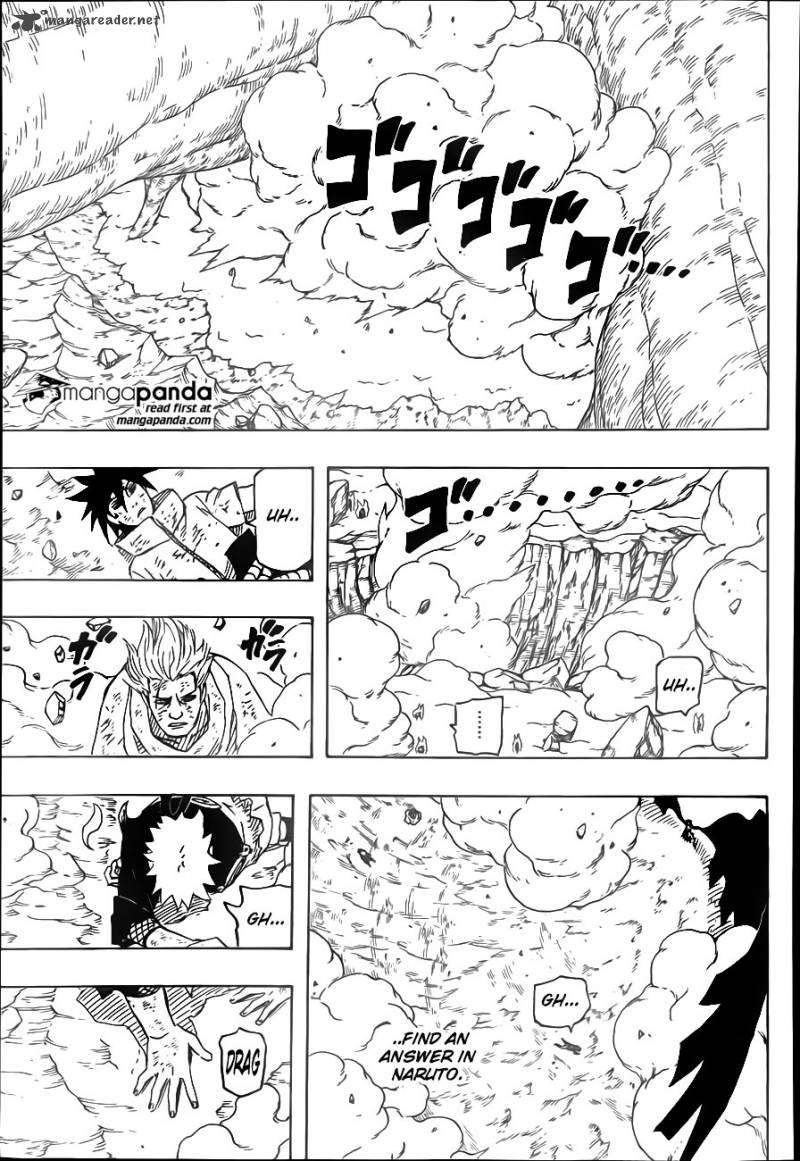 mangareader.net
ゴゴゴゴゴ....
mangapanda
read first at
mangapanda.com
ゴ........
UH..
.....
UH..
ガラ
ガラ
..FIND AN
ANSWER IN
NARUTO.
GH...
GH...
DRAG